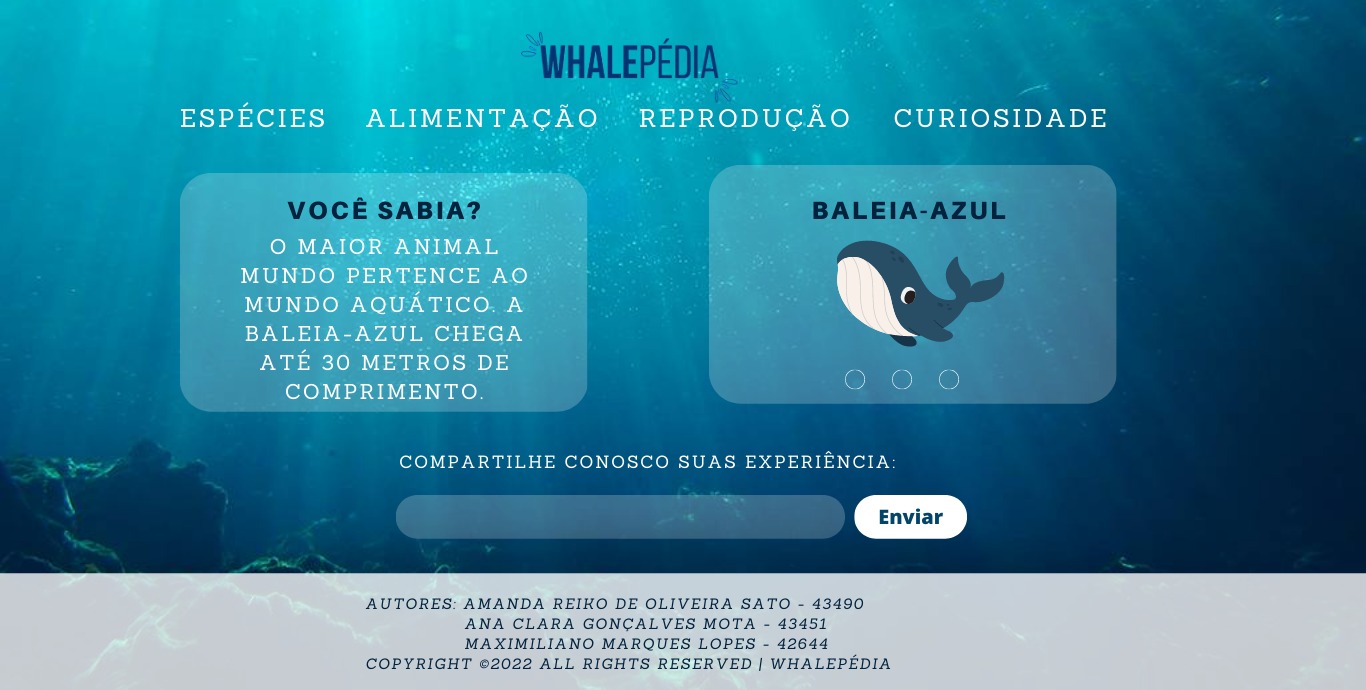 WHALEPÉDIA
ESPÉCIES ALIMENTAÇÃO REPRODUÇÃO CURIOSIDADE
VOCÊ SABIA?
O MAIOR ANIMAL
MUNDO PERTENCE AO
MUNDO AQUÁTICO. A
BALEIA-AZUL CHEGA
ATÉ 30 METROS DE
COMPRIMENTO.
BALEIA-AZUL
COMPARTILHE CONOSCO SUAS EXPERIÊNCIA:
Enviar
AUTORES: AMANDA REIKO DE OLIVEIRA SATO - 43490
ANA CLARA GONÇALVES MOTA - 43451
MAXIMILIANO MARQUES LOPES - 42644
COPYRIGHT ©2022 ALL RIGHTS RESERVED | WHALEPÉDIA